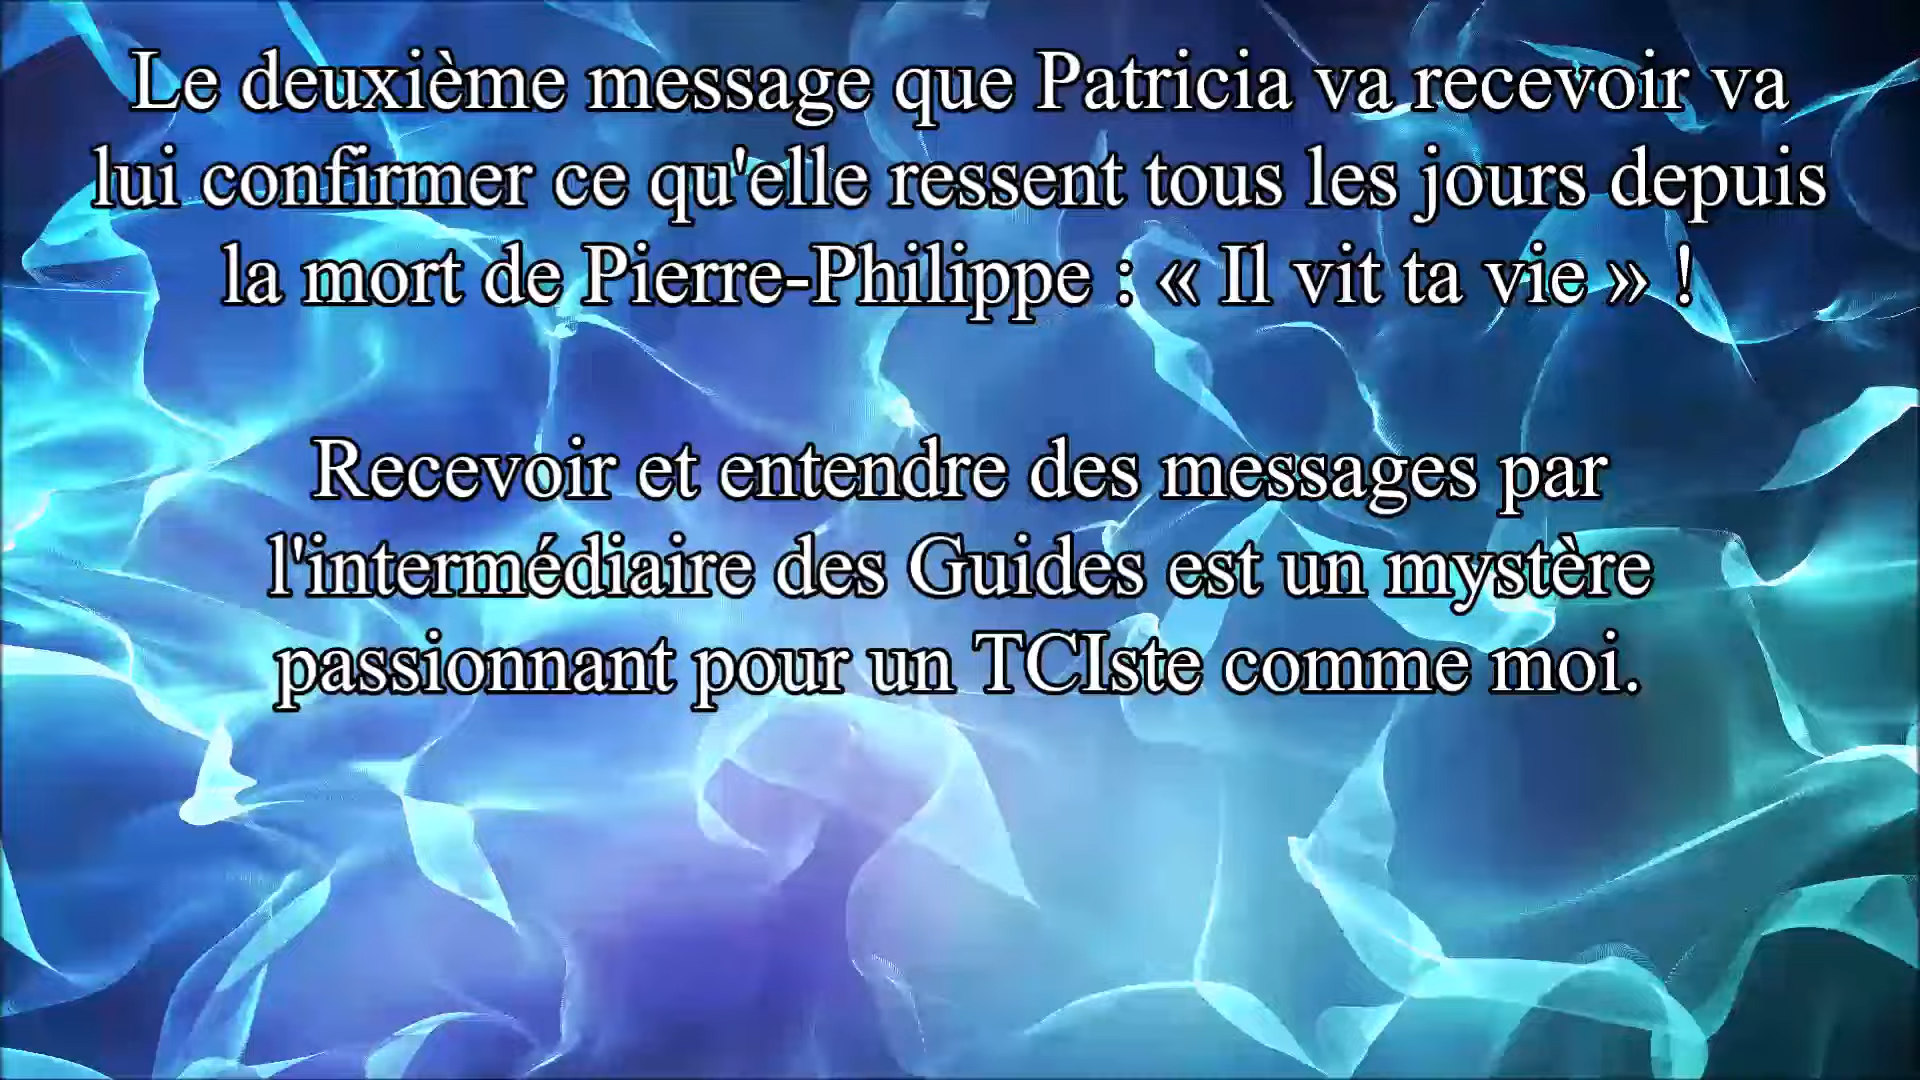 Le deuxième message que Patricia va recevoir va
lui confirmer ce qu'elle ressent tous les jours depuis
la mort de Pierre-Philippe : « Il vit ta vie » !
Recevoir et entendre des messages par
l'intermédiaire des Guides est un mystère
passionnant pour un TCIste comme moi.